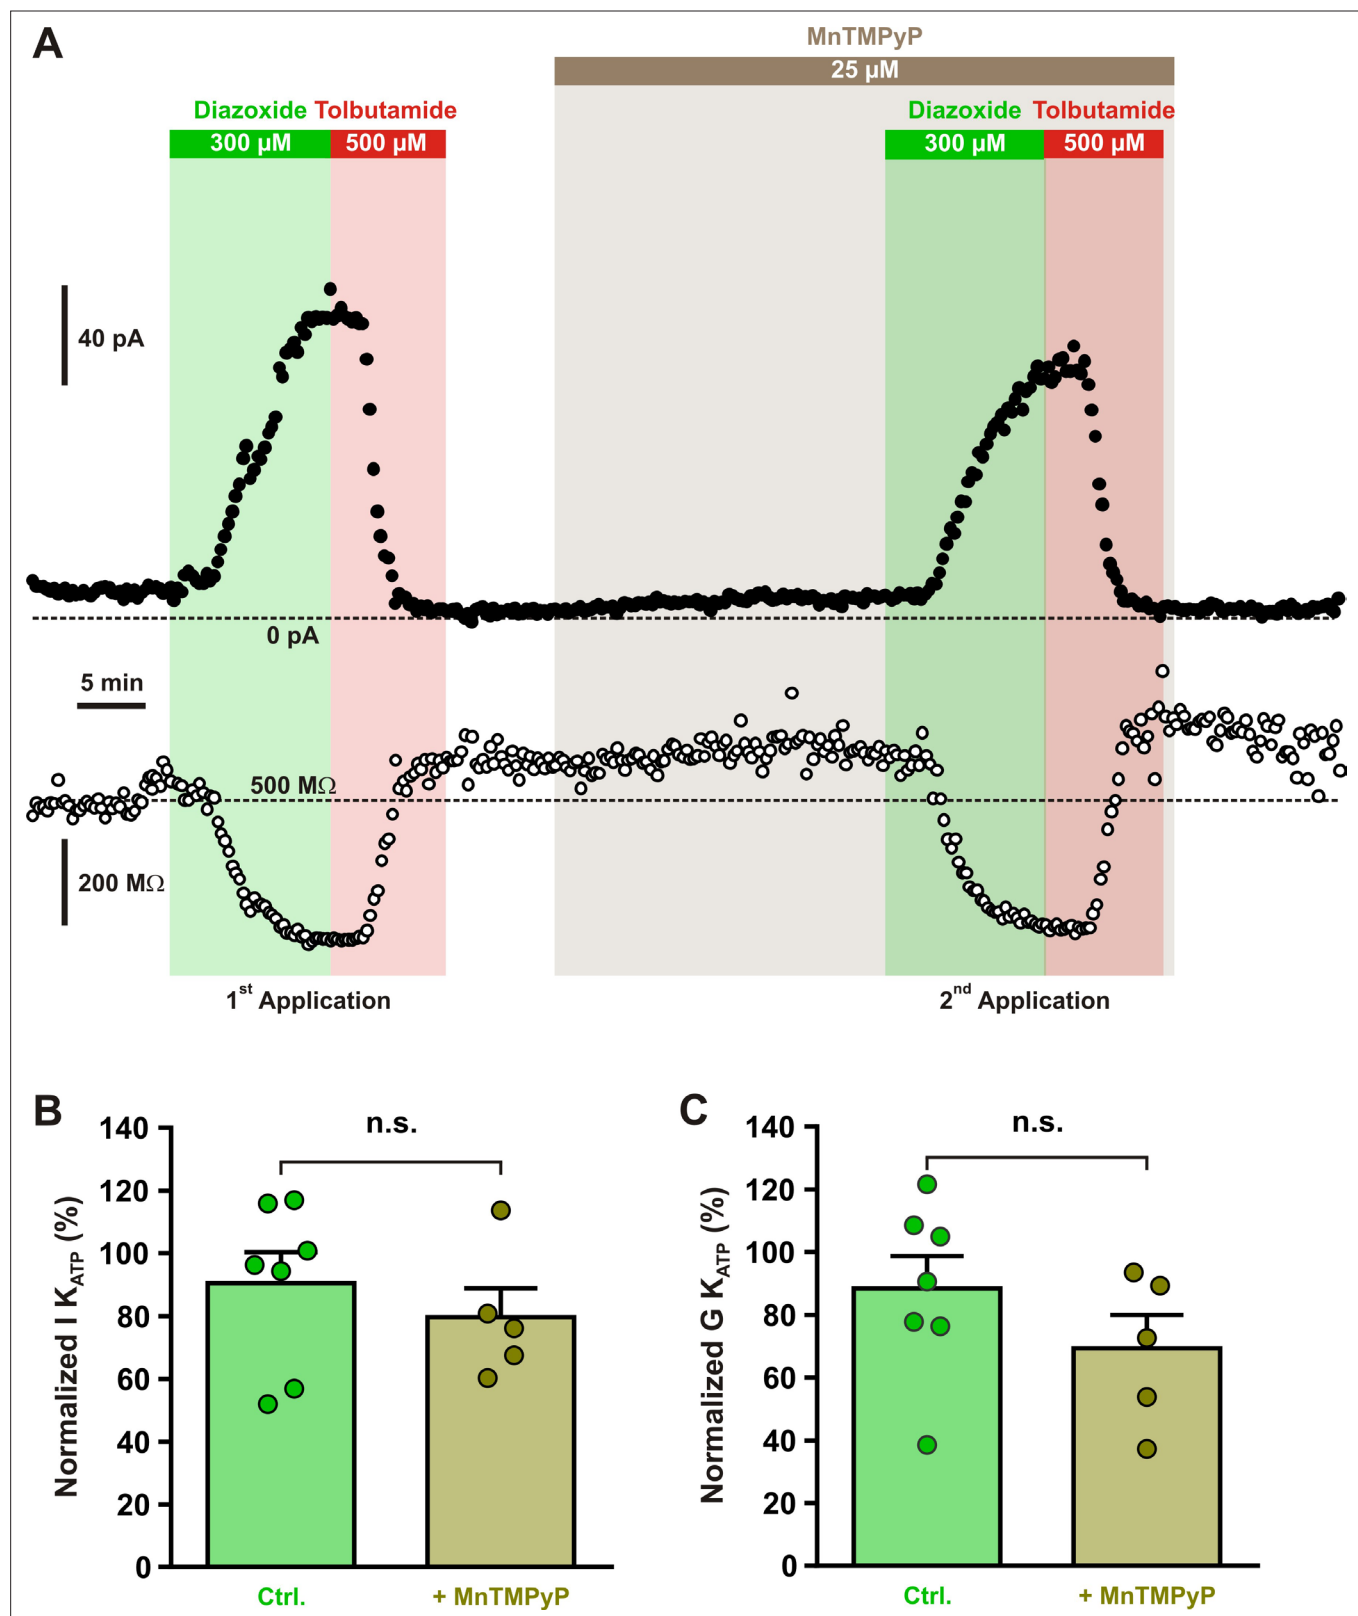 A
MnTMPyP
25 µM
Diazoxide Tolbutamide
300 µM 500 µM
Diazoxide Tolbutamide
300 µM 500 µM
40 pA
0 pA
5 min
500 MΩ
200 MΩ
1st Application
2nd Application
B
n.s.
Normalized I KATP (%)
140
120
100
80
60
40
20
0
Ctrl.
+ MnTMPyP
C
n.s.
Normalized G KATP (%)
140
120
100
80
60
40
20
0
Ctrl.
+ MnTMPyP